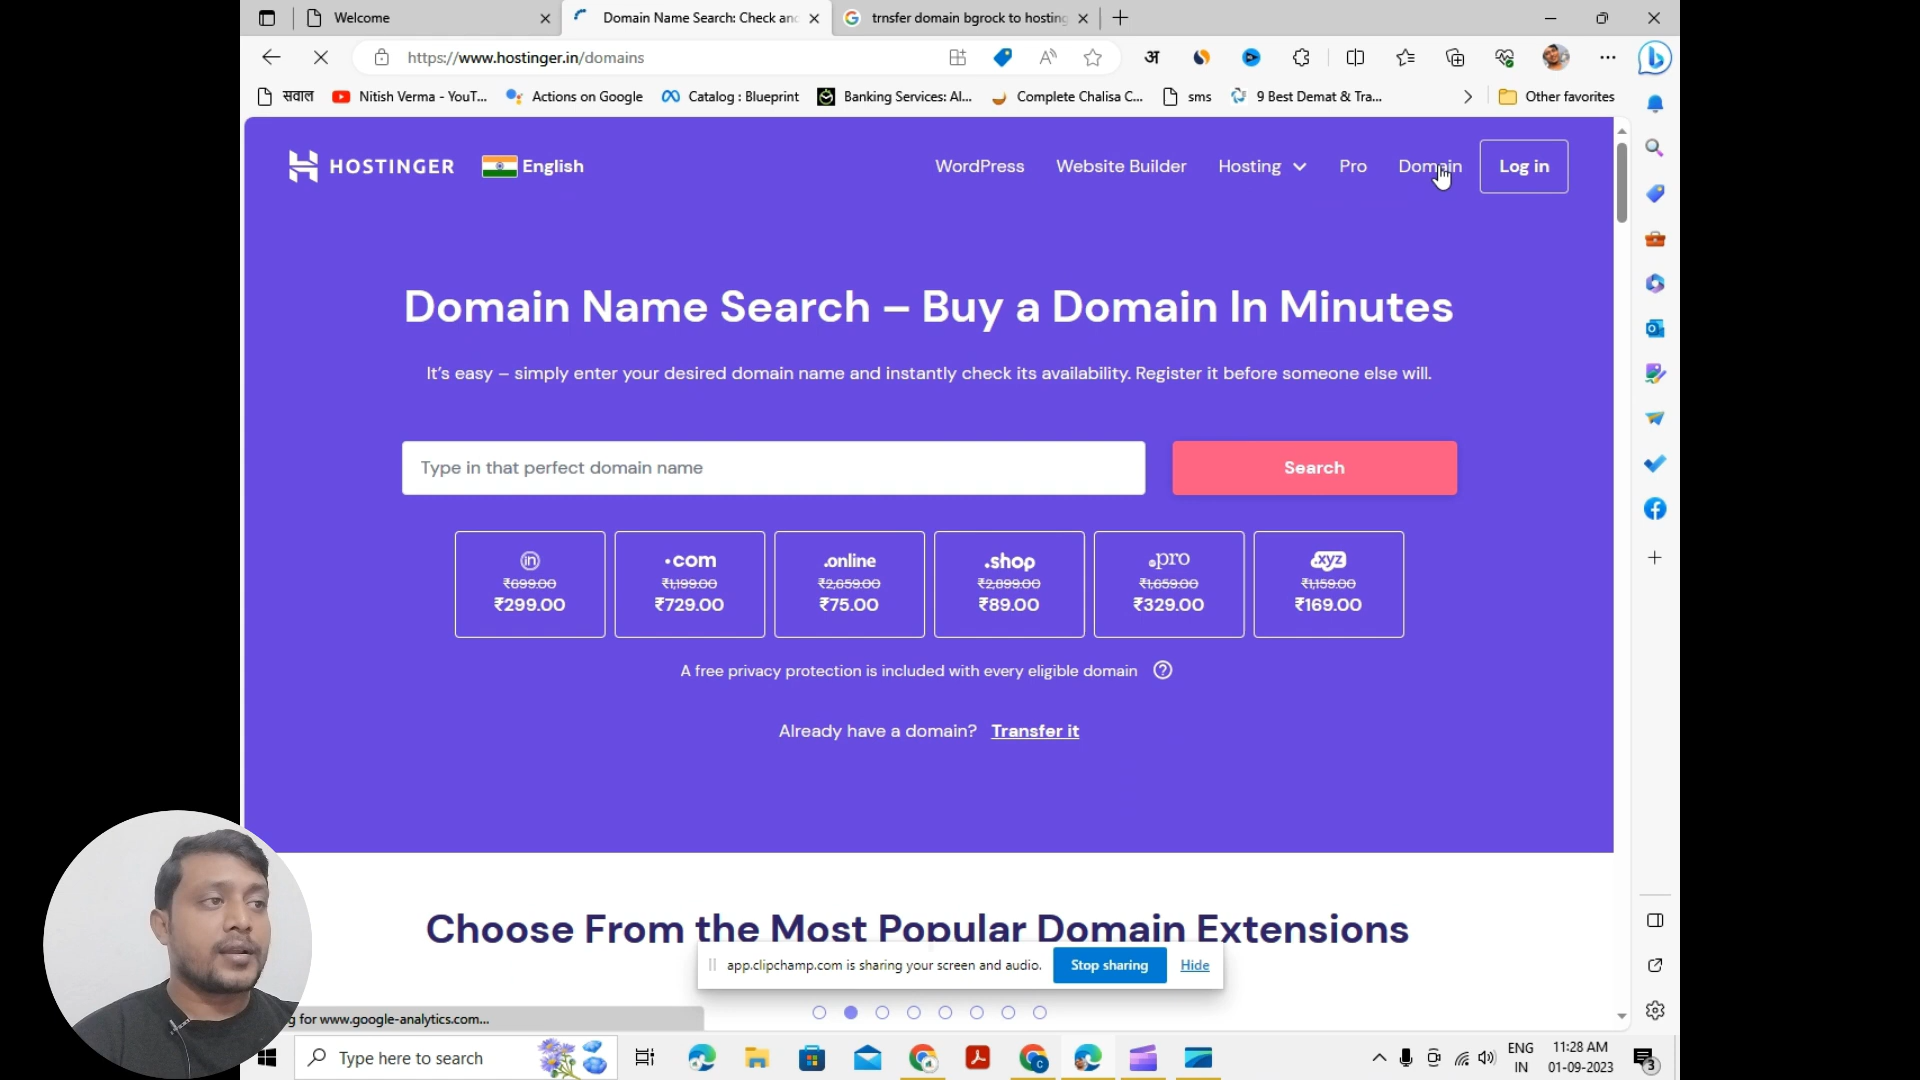 Welcome
Domain Name Search: Check an
trnsfer domain bgrock to hosting
https://www.hostinger.in/domains
अ
सवाल
Nitish Verma - YouT...
Actions on Google
Catalog : Blueprint
Banking Services: Al...
Complete Chalisa C...
sms
9 Best Demat & Tra...
Other favorites
HOSTINGER
English
WordPress
Website Builder
Hosting
Pro
Domain
Log in
Domain Name Search – Buy a Domain In Minutes
It's easy – simply enter your desired domain name and instantly check its availability. Register it before someone else will.
Type in that perfect domain name
Search
in
₹699.00
₹299.00
.com
₹1,199.00
₹729.00
.online
₹2,659.00
₹75.00
.shop
₹2,899.00
₹89.00
.pro
₹1,659.00
₹329.00
.xyz
₹1,159.00
₹169.00
A free privacy protection is included with every eligible domain
Already have a domain? Transfer it
Choose From the Most Popular Domain Extensions
app.clipchamp.com is sharing your screen and audio.
Stop sharing
Hide
g for www.google-analytics.com...
Type here to search
ENG
IN
11:28 AM
01-09-2023
3